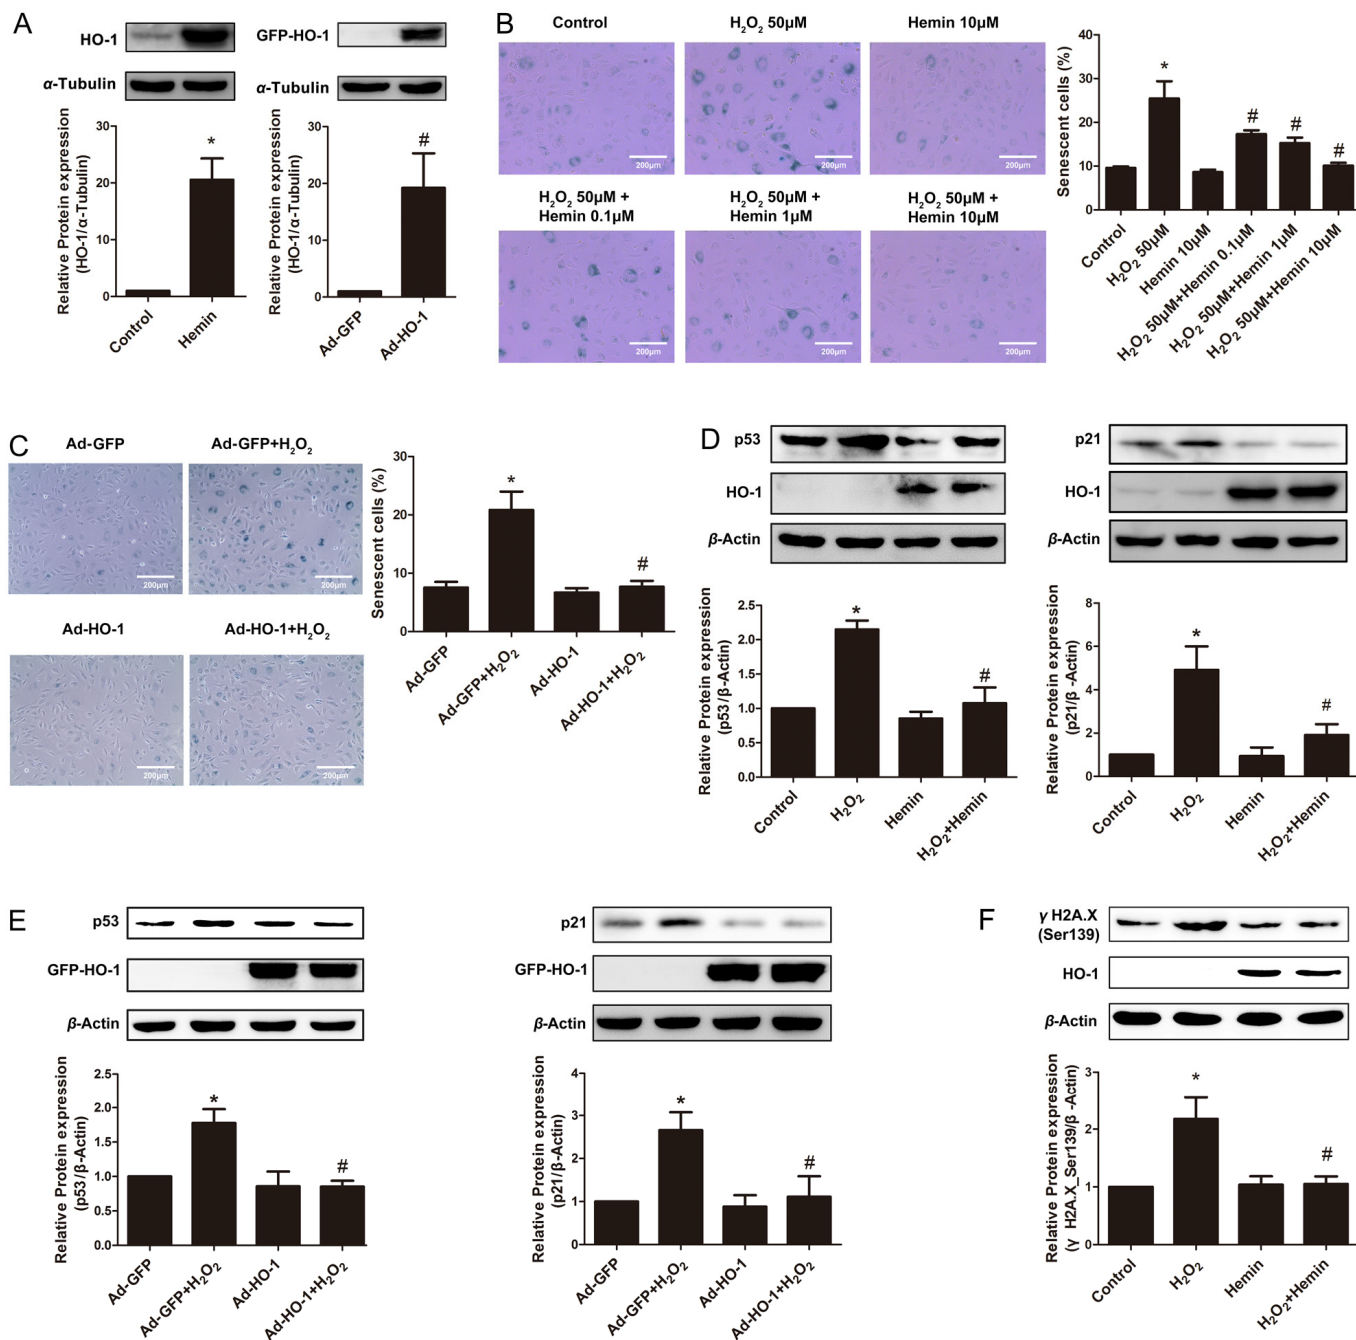 A
HO-1
α-Tubulin
Relative Protein expression
(HO-1/α-Tubulin)
30
20
10
0
*
Control
Hemin
GFP-HO-1
α-Tubulin
Relative Protein expression
(HO-1/α-Tubulin)
30
20
10
0
#
Ad-GFP
Ad-HO-1
B
Control
H₂O₂ 50μM
Hemin 10μM
200μm
200μm
200μm
H₂O₂ 50μM +
Hemin 0.1μM
H₂O₂ 50μM +
Hemin 1μM
H₂O₂ 50μM +
Hemin 10μM
200μm
200μm
200μm
Senescent cells (%)
40
30
20
10
0
*
#
#
#
Control
H₂O₂ 50μM
Hemin 10μM
H₂O₂ 50μM+Hemin 0.1μM
H₂O₂ 50μM+Hemin 1μM
H₂O₂ 50μM+Hemin 10μM
C
Ad-GFP
Ad-GFP+H₂O₂
200μm
200μm
Ad-HO-1
Ad-HO-1+H₂O₂
200μm
200μm
Senescent cells (%)
30
20
10
0
*
#
Ad-GFP
Ad-GFP+H₂O₂
Ad-HO-1
Ad-HO-1+H₂O₂
D
p53
HO-1
β-Actin
Relative Protein expression
(p53/β-Actin)
2.5
2.0
1.5
1.0
0.5
0.0
*
#
Control
H₂O₂
Hemin
H₂O₂+Hemin
p21
HO-1
β-Actin
Relative Protein expression
(p21/β -Actin)
8
6
4
2
0
*
#
Control
H₂O₂
Hemin
H₂O₂+Hemin
E
p53
GFP-HO-1
β-Actin
Relative Protein expression
(p53/β-Actin)
2.5
2.0
1.5
1.0
0.5
0.0
*
#
Ad-GFP
Ad-GFP+H₂O₂
Ad-HO-1
Ad-HO-1+H₂O₂
p21
GFP-HO-1
β-Actin
Relative Protein expression
(p21/β-Actin)
4
3
2
1
0
*
#
Ad-GFP
Ad-GFP+H₂O₂
Ad-HO-1
Ad-HO-1+H₂O₂
F
γ H2A.X
(Ser139)
HO-1
β-Actin
Relative Protein expression
(γ H2A.X_Ser139/β -Actin)
3
2
1
0
*
#
Control
H₂O₂
Hemin
H₂O₂+Hemin